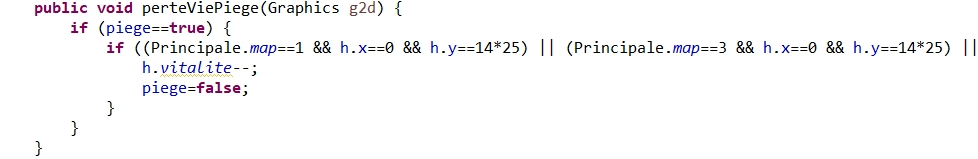 public void perteViePiege(Graphics g2d) {
if (piege==true) {
if ((Principale.map==1 && h.x==0 && h.y==14*25) || (Principale.map==3 && h.x==0 && h.y==14*25) ||
h.vitalite--;
piege=false;
}
}
}